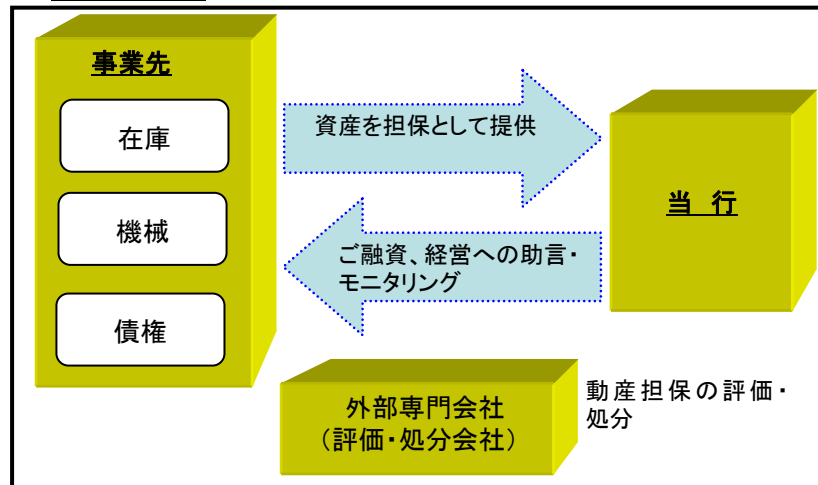 事業先
在庫
機械
債権
資産を担保として提供
ご融資、経営への助言・
モニタリング
当 行
外部専門会社
（評価・処分会社）
動産担保の評価・
処分